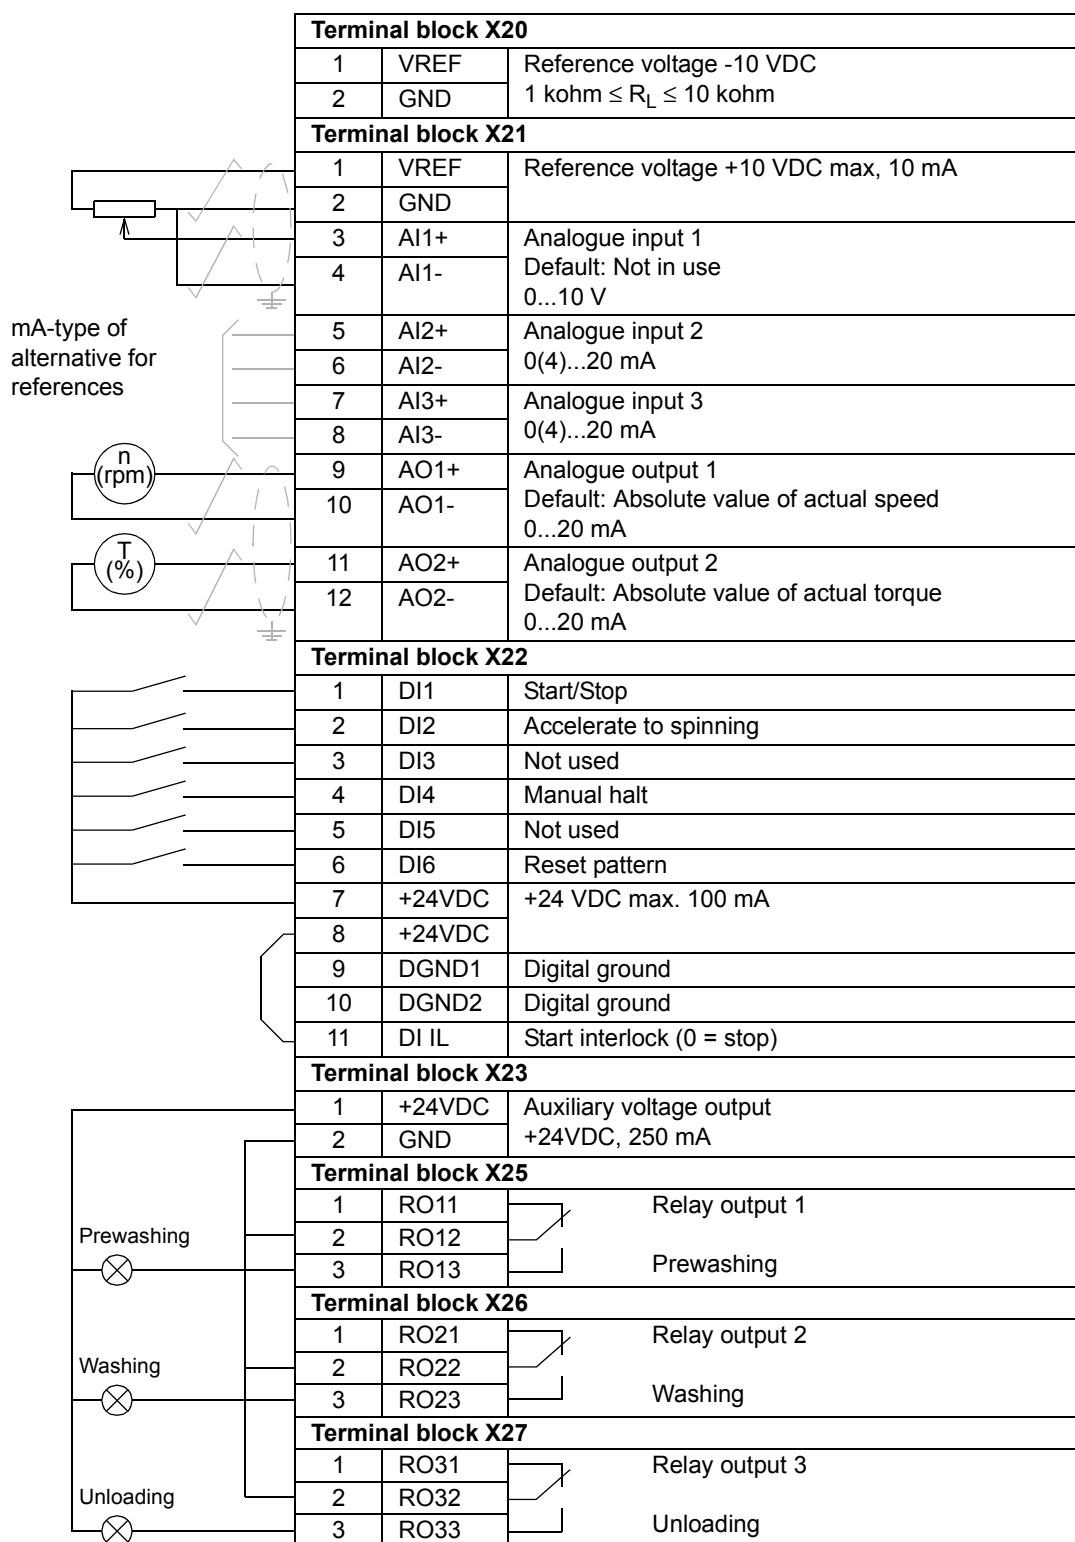 Terminal block X20
1 VREF Reference voltage -10 VDC
2 GND 1 kohm ≤ RL ≤ 10 kohm
Terminal block X21
1 VREF Reference voltage +10 VDC max, 10 mA
2 GND
3 AI1+ Analogue input 1
4 AI1- Default: Not in use
0...10 V
mA-type of
alternative for
references
5 AI2+ Analogue input 2
6 AI2- 0(4)...20 mA
7 AI3+ Analogue input 3
8 AI3- 0(4)...20 mA
n
(rpm)
9 AO1+ Analogue output 1
10 AO1- Default: Absolute value of actual speed
0...20 mA
T
(%)
11 AO2+ Analogue output 2
12 AO2- Default: Absolute value of actual torque
0...20 mA
Terminal block X22
1 DI1 Start/Stop
2 DI2 Accelerate to spinning
3 DI3 Not used
4 DI4 Manual halt
5 DI5 Not used
6 DI6 Reset pattern
7 +24VDC +24 VDC max. 100 mA
8 +24VDC
9 DGND1 Digital ground
10 DGND2 Digital ground
11 DI IL Start interlock (0 = stop)
Terminal block X23
1 +24VDC Auxiliary voltage output
2 GND +24VDC, 250 mA
Terminal block X25
1 RO11 Relay output 1
Prewashing
2 RO12
3 RO13 Prewashing
Terminal block X26
1 RO21 Relay output 2
Washing
2 RO22
3 RO23 Washing
Terminal block X27
1 RO31 Relay output 3
Unloading
2 RO32
3 RO33 Unloading